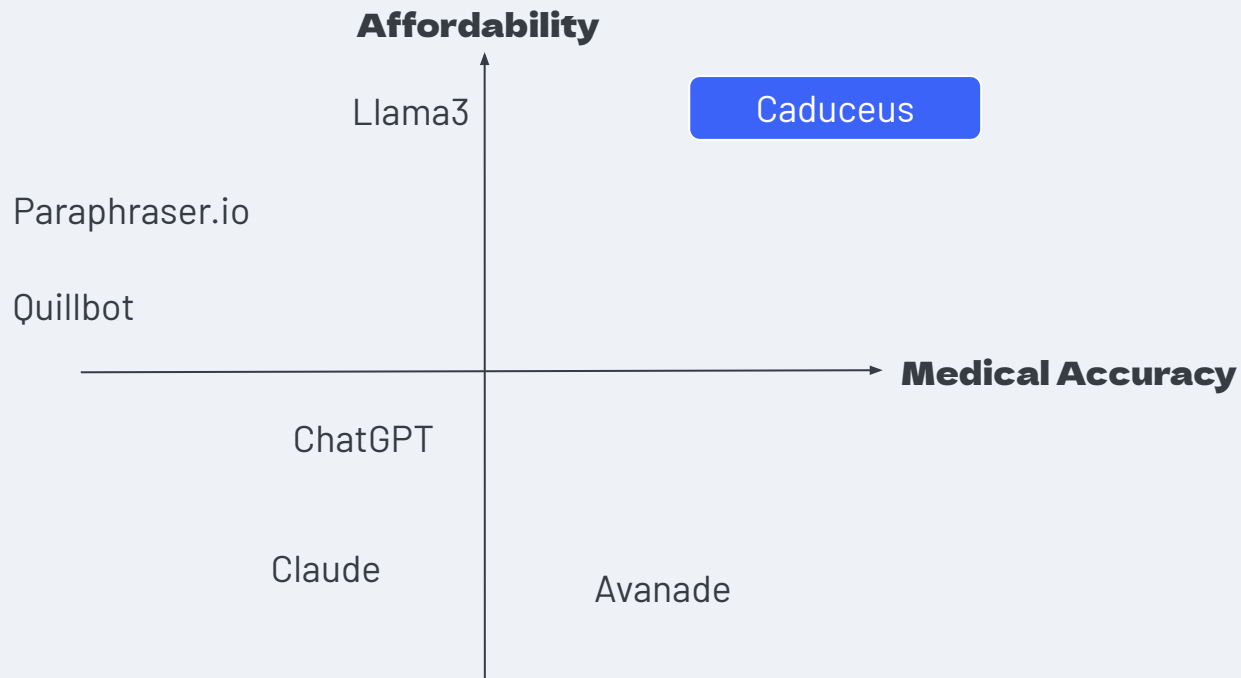 Affordability
Llama3
Caduceus
Paraphraser.io
Quillbot
Medical Accuracy
ChatGPT
Claude
Avanade